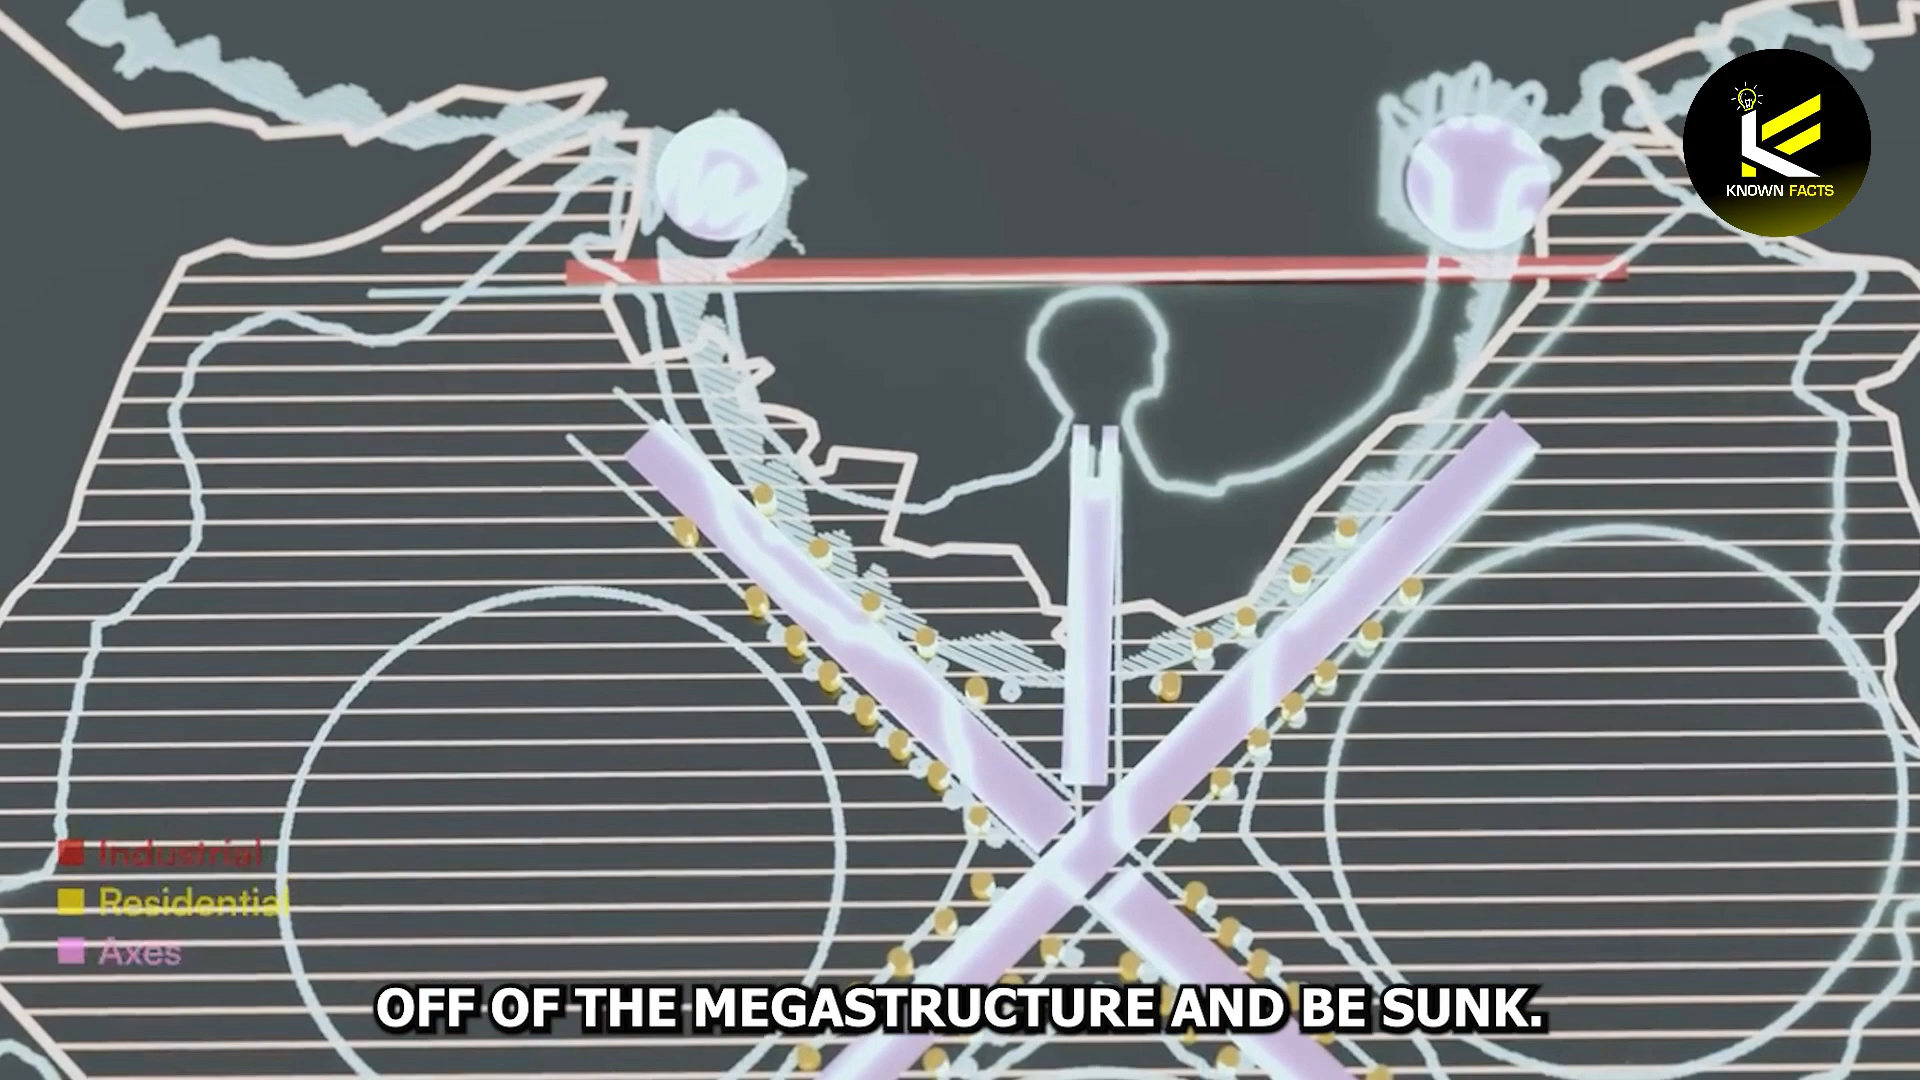 KNOWN FACTS
Industrial
Residential
Axes
OFF OF THE MEGASTRUCTURE AND BE SUNK.